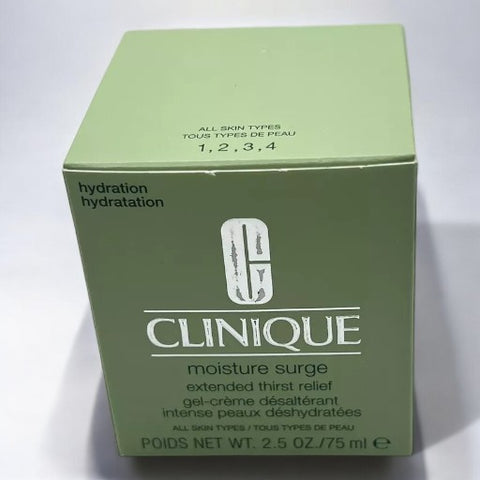 ALL SKIN TYPES
TOUS TYPES DE PEAU
1,2,3,4
hydration
hydratation
C
CLINIQUE
moisture surge
extended thirst relief
gel-crème désaltérant
intense peaux déshydratées
ALL SKIN TYPES / TOUS TYPES DE PEAU
POIDS NET WT. 2.5 OZ./75 ml e